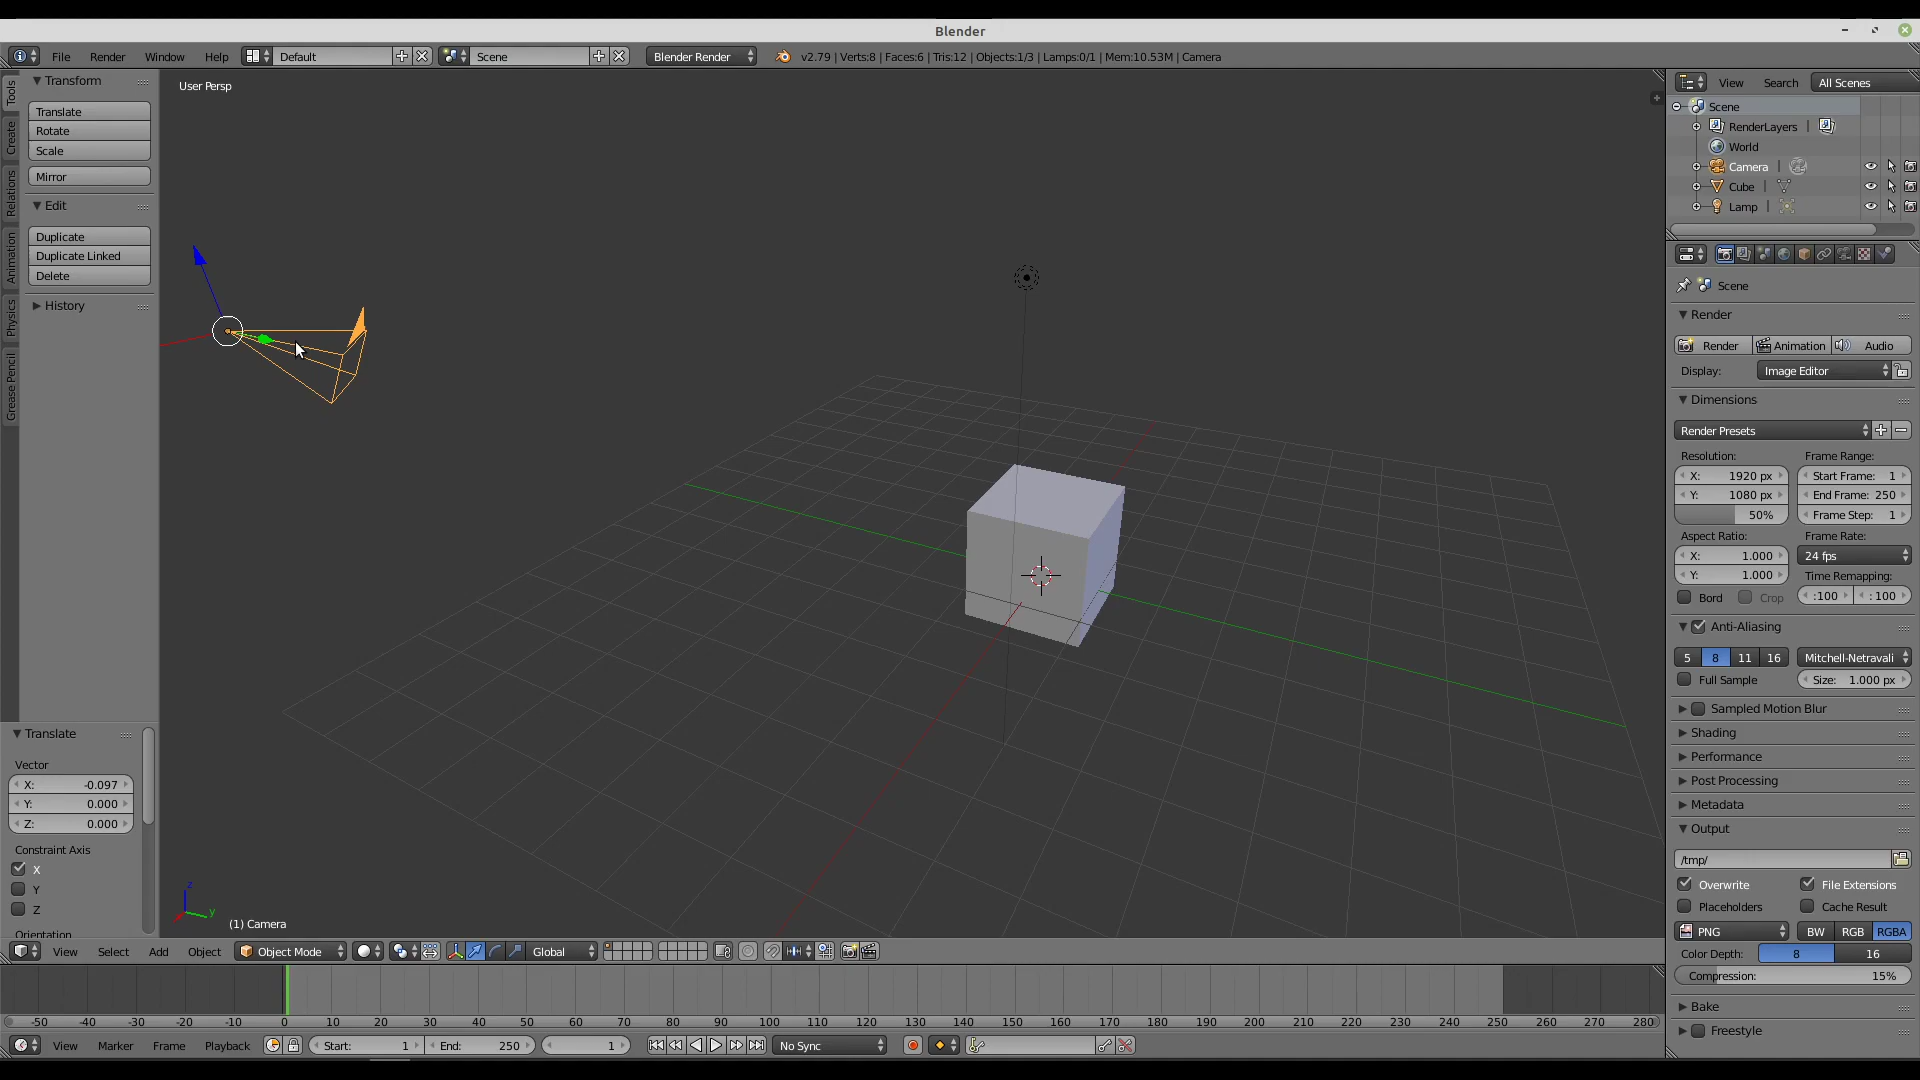 Blender
File Render Window Help Default Scene Blender Render v2.79 | Verts:8 | Faces:6 | Tris:12 | Objects:1/3 | Lamps:0/1 | Mem:10.53M | Camera
Tools
Create
Relations
Animation
Physics
Grease Pencil
Transform
Translate
Rotate
Scale
Mirror
Edit
Duplicate
Duplicate Linked
Delete
History
Translate
Vector
X: -0.097
Y: 0.000
Z: 0.000
Constraint Axis
X
Y
Z
Orientation
User Persp
z
y
(1) Camera
View Select Add Object Object Mode Global
-50 -40 -30 -20 -10 0 10 20 30 40 50 60 70 80 90 100 110 120 130 140 150 160 170 180 190 200 210 220 230 240 250 260 270 280
View Marker Frame Playback Start: 1 End: 250 1 No Sync
View Search All Scenes
Scene
RenderLayers |
World
Camera |
Cube |
Lamp |
Scene
Render
Render Animation Audio
Display: Image Editor
Dimensions
Render Presets
Resolution: Frame Range:
X: 1920 px Start Frame: 1
Y: 1080 px End Frame: 250
50% Frame Step: 1
Aspect Ratio: Frame Rate:
X: 1.000 24 fps
Y: 1.000 Time Remapping:
Bord Crop :100 : 100
Anti-Aliasing
5 8 11 16 Mitchell-Netravali
Full Sample Size: 1.000 px
Sampled Motion Blur
Shading
Performance
Post Processing
Metadata
Output
/tmp/
Overwrite File Extensions
Placeholders Cache Result
PNG BW RGB RGBA
Color Depth: 8 16
Compression: 15%
Bake
Freestyle